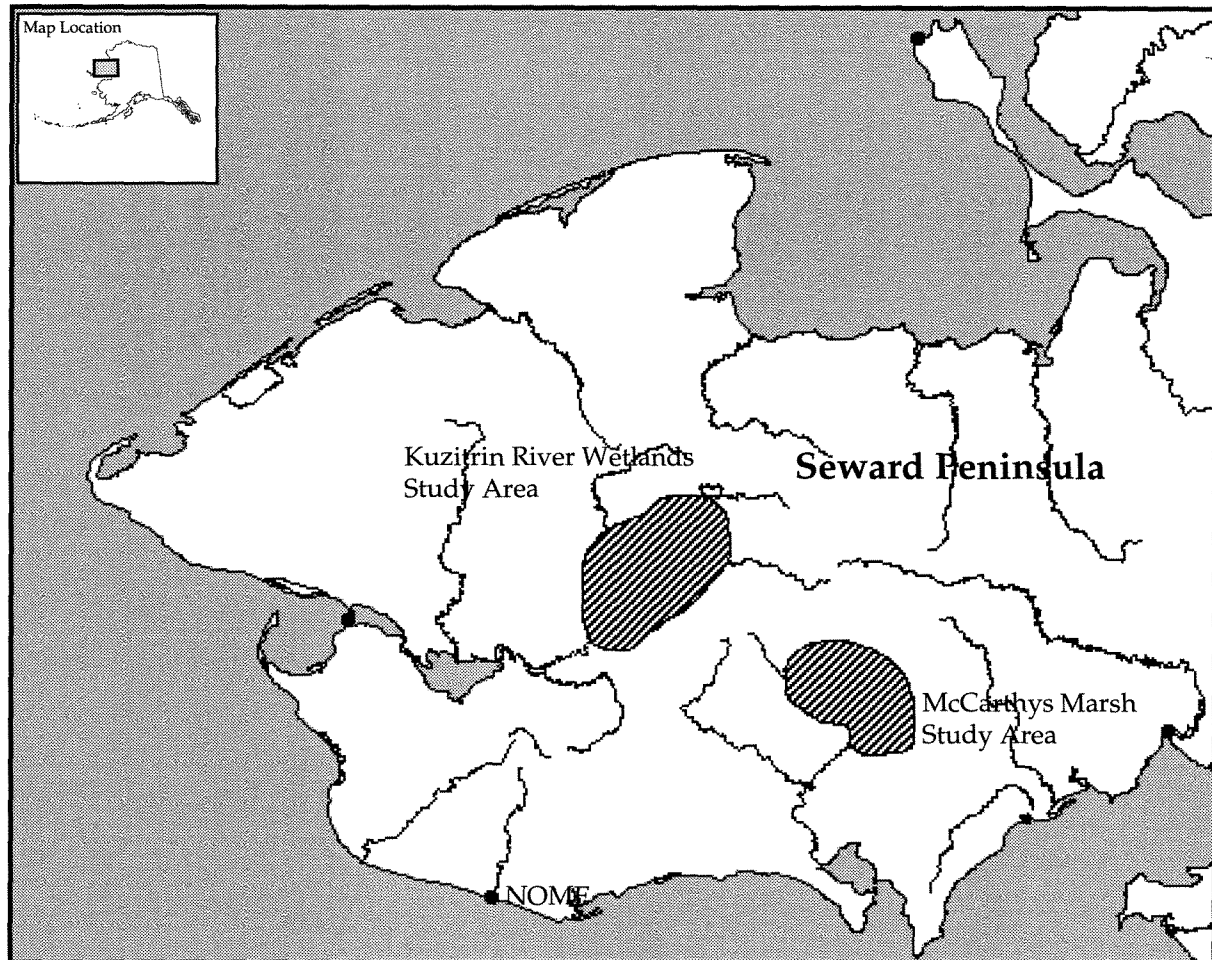 Map Location
Kuzitrin River Wetlands
Study Area
Seward Peninsula
McCarthys Marsh
Study Area
NOME